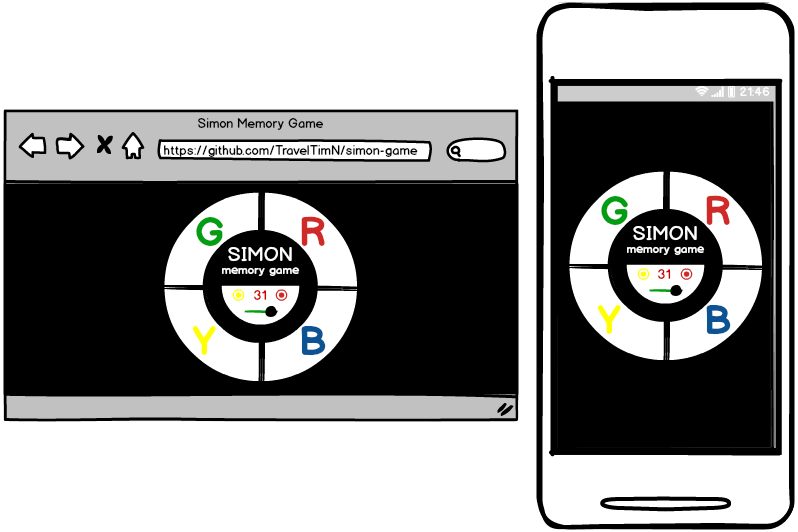 Simon Memory Game
https://github.com/TravelTimN/simon-game
G R
SIMON
memory game
31
Y B
21:46
G R
SIMON
memory game
31
Y B